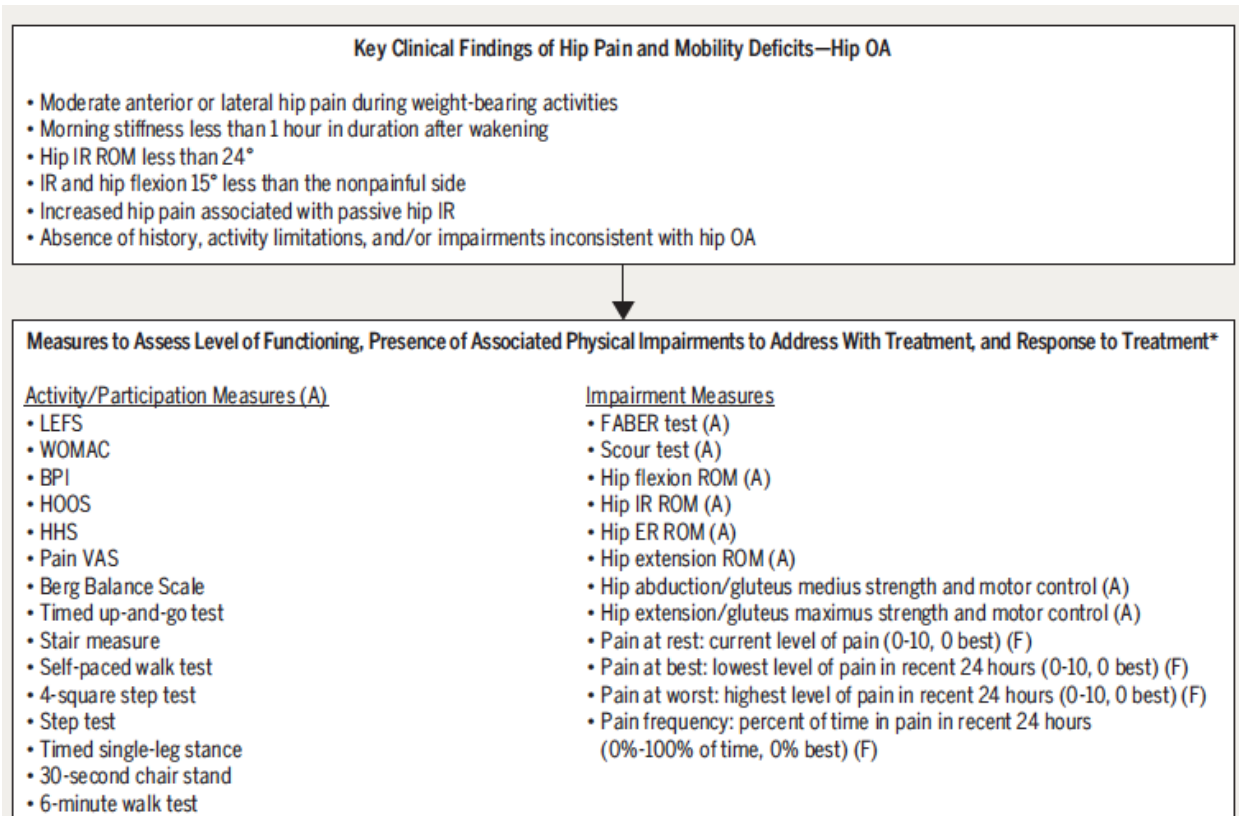 Key Clinical Findings of Hip Pain and Mobility Deficits—Hip OA
• Moderate anterior or lateral hip pain during weight-bearing activities
• Morning stiffness less than 1 hour in duration after wakening
• Hip IR ROM less than 24°
• IR and hip flexion 15° less than the nonpainful side
• Increased hip pain associated with passive hip IR
• Absence of history, activity limitations, and/or impairments inconsistent with hip OA
Measures to Assess Level of Functioning, Presence of Associated Physical Impairments to Address With Treatment, and Response to Treatment*
Activity/Participation Measures (A)
• LEFS
• WOMAC
• BPI
• HOOS
• HHS
• Pain VAS
• Berg Balance Scale
• Timed up-and-go test
• Stair measure
• Self-paced walk test
• 4-square step test
• Step test
• Timed single-leg stance
• 30-second chair stand
• 6-minute walk test
Impairment Measures
• FABER test (A)
• Scour test (A)
• Hip flexion ROM (A)
• Hip IR ROM (A)
• Hip ER ROM (A)
• Hip extension ROM (A)
• Hip abduction/gluteus medius strength and motor control (A)
• Hip extension/gluteus maximus strength and motor control (A)
• Pain at rest: current level of pain (0-10, 0 best) (F)
• Pain at best: lowest level of pain in recent 24 hours (0-10, 0 best) (F)
• Pain at worst: highest level of pain in recent 24 hours (0-10, 0 best) (F)
• Pain frequency: percent of time in pain in recent 24 hours
(0%-100% of time, 0% best) (F)